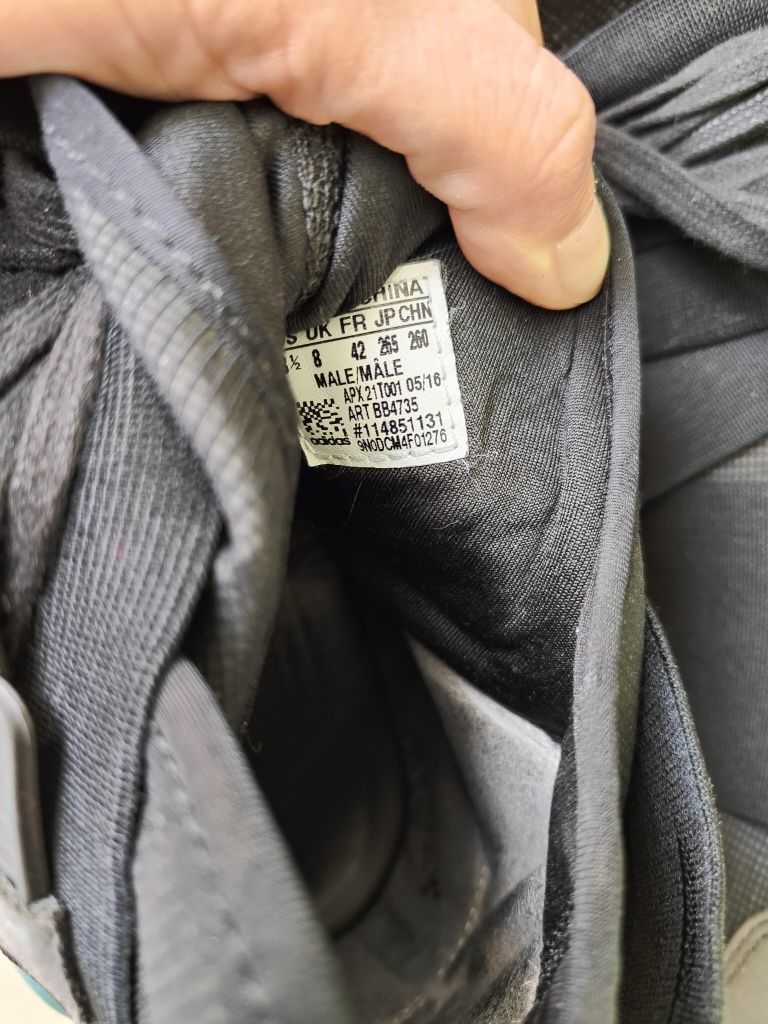 CHINA
UK FR JP CHN
½ 8 42 265 260
MALE/MÂLE
APX 21T001 05/16
ART BB4735
#114851131
adidas 9N0DCM4F01276